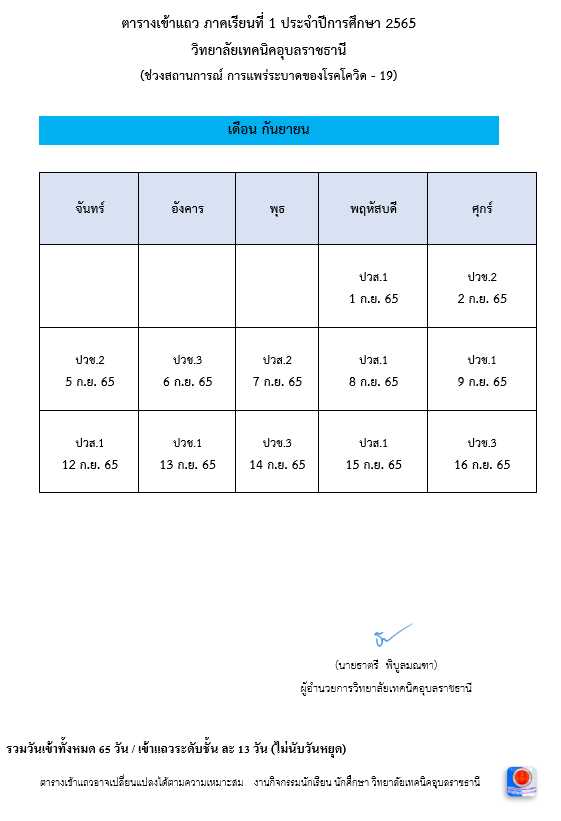 ตารางเข้าแถว ภาคเรียนที่ 1 ประจำปีการศึกษา 2565
วิทยาลัยเทคนิคอุบลราชธานี
(ช่วงสถานการณ์ การแพร่ระบาดของโรคโควิด - 19)
เดือน กันยายน
จันทร์ อังคาร พุธ พฤหัสบดี ศุกร์
ปวส.1 ปวช.2
1 ก.ย. 65 2 ก.ย. 65
ปวช.2 ปวช.3 ปวส.2 ปวส.1 ปวช.1
5 ก.ย. 65 6 ก.ย. 65 7 ก.ย. 65 8 ก.ย. 65 9 ก.ย. 65
ปวส.1 ปวช.1 ปวช.3 ปวส.1 ปวช.3
12 ก.ย. 65 13 ก.ย. 65 14 ก.ย. 65 15 ก.ย. 65 16 ก.ย. 65
(นายธาตรี พิบูลมณฑา)
ผู้อำนวยการวิทยาลัยเทคนิคอุบลราชธานี
รวมวันเข้าทั้งหมด 65 วัน / เข้าแถวระดับชั้น ละ 13 วัน (ไม่นับวันหยุด)
ตารางเข้าแถวอาจเปลี่ยนแปลงได้ตามความเหมาะสม งานกิจกรรมนักเรียน นักศึกษา วิทยาลัยเทคนิคอุบลราชธานี